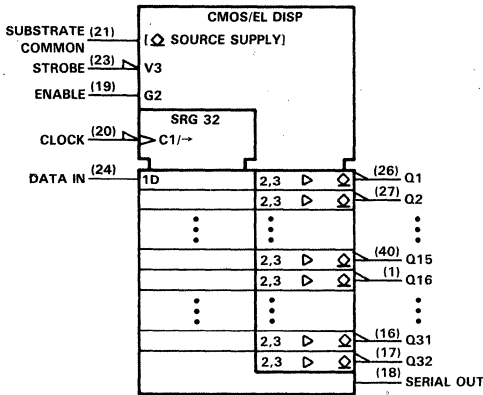 CMOS/EL DISP
SUBSTRATE COMMON (21) [ SOURCE SUPPLY]
STROBE (23) V3
ENABLE (19) G2
SRG 32
CLOCK (20) C1/→
DATA IN (24) 1D 2,3 (26) Q1
2,3 (27) Q2
2,3 (40) Q15
2,3 (1) Q16
2,3 (16) Q31
2,3 (17) Q32
(18) SERIAL OUT